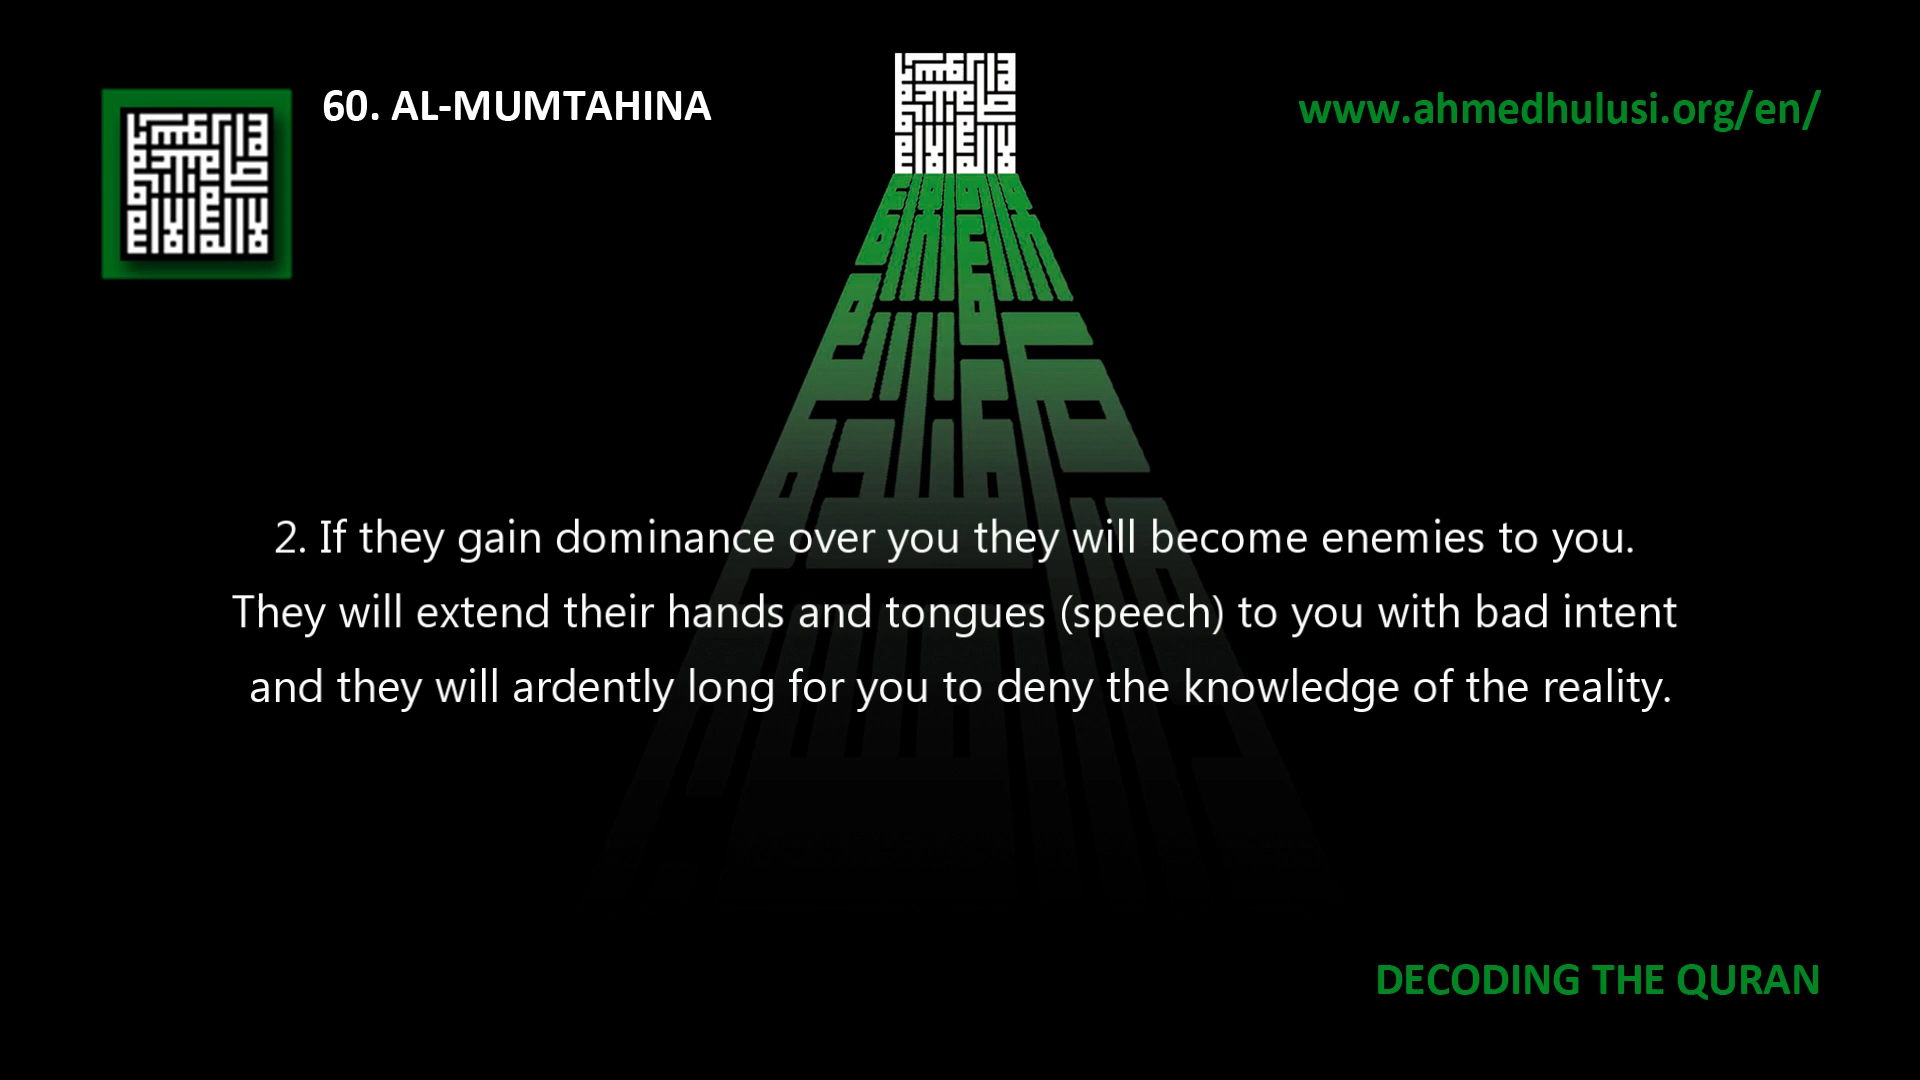 60. AL-MUMTAHINA
www.ahmedhulusi.org/en/
2. If they gain dominance over you they will become enemies to you.
They will extend their hands and tongues (speech) to you with bad intent
and they will ardently long for you to deny the knowledge of the reality.
DECODING THE QURAN